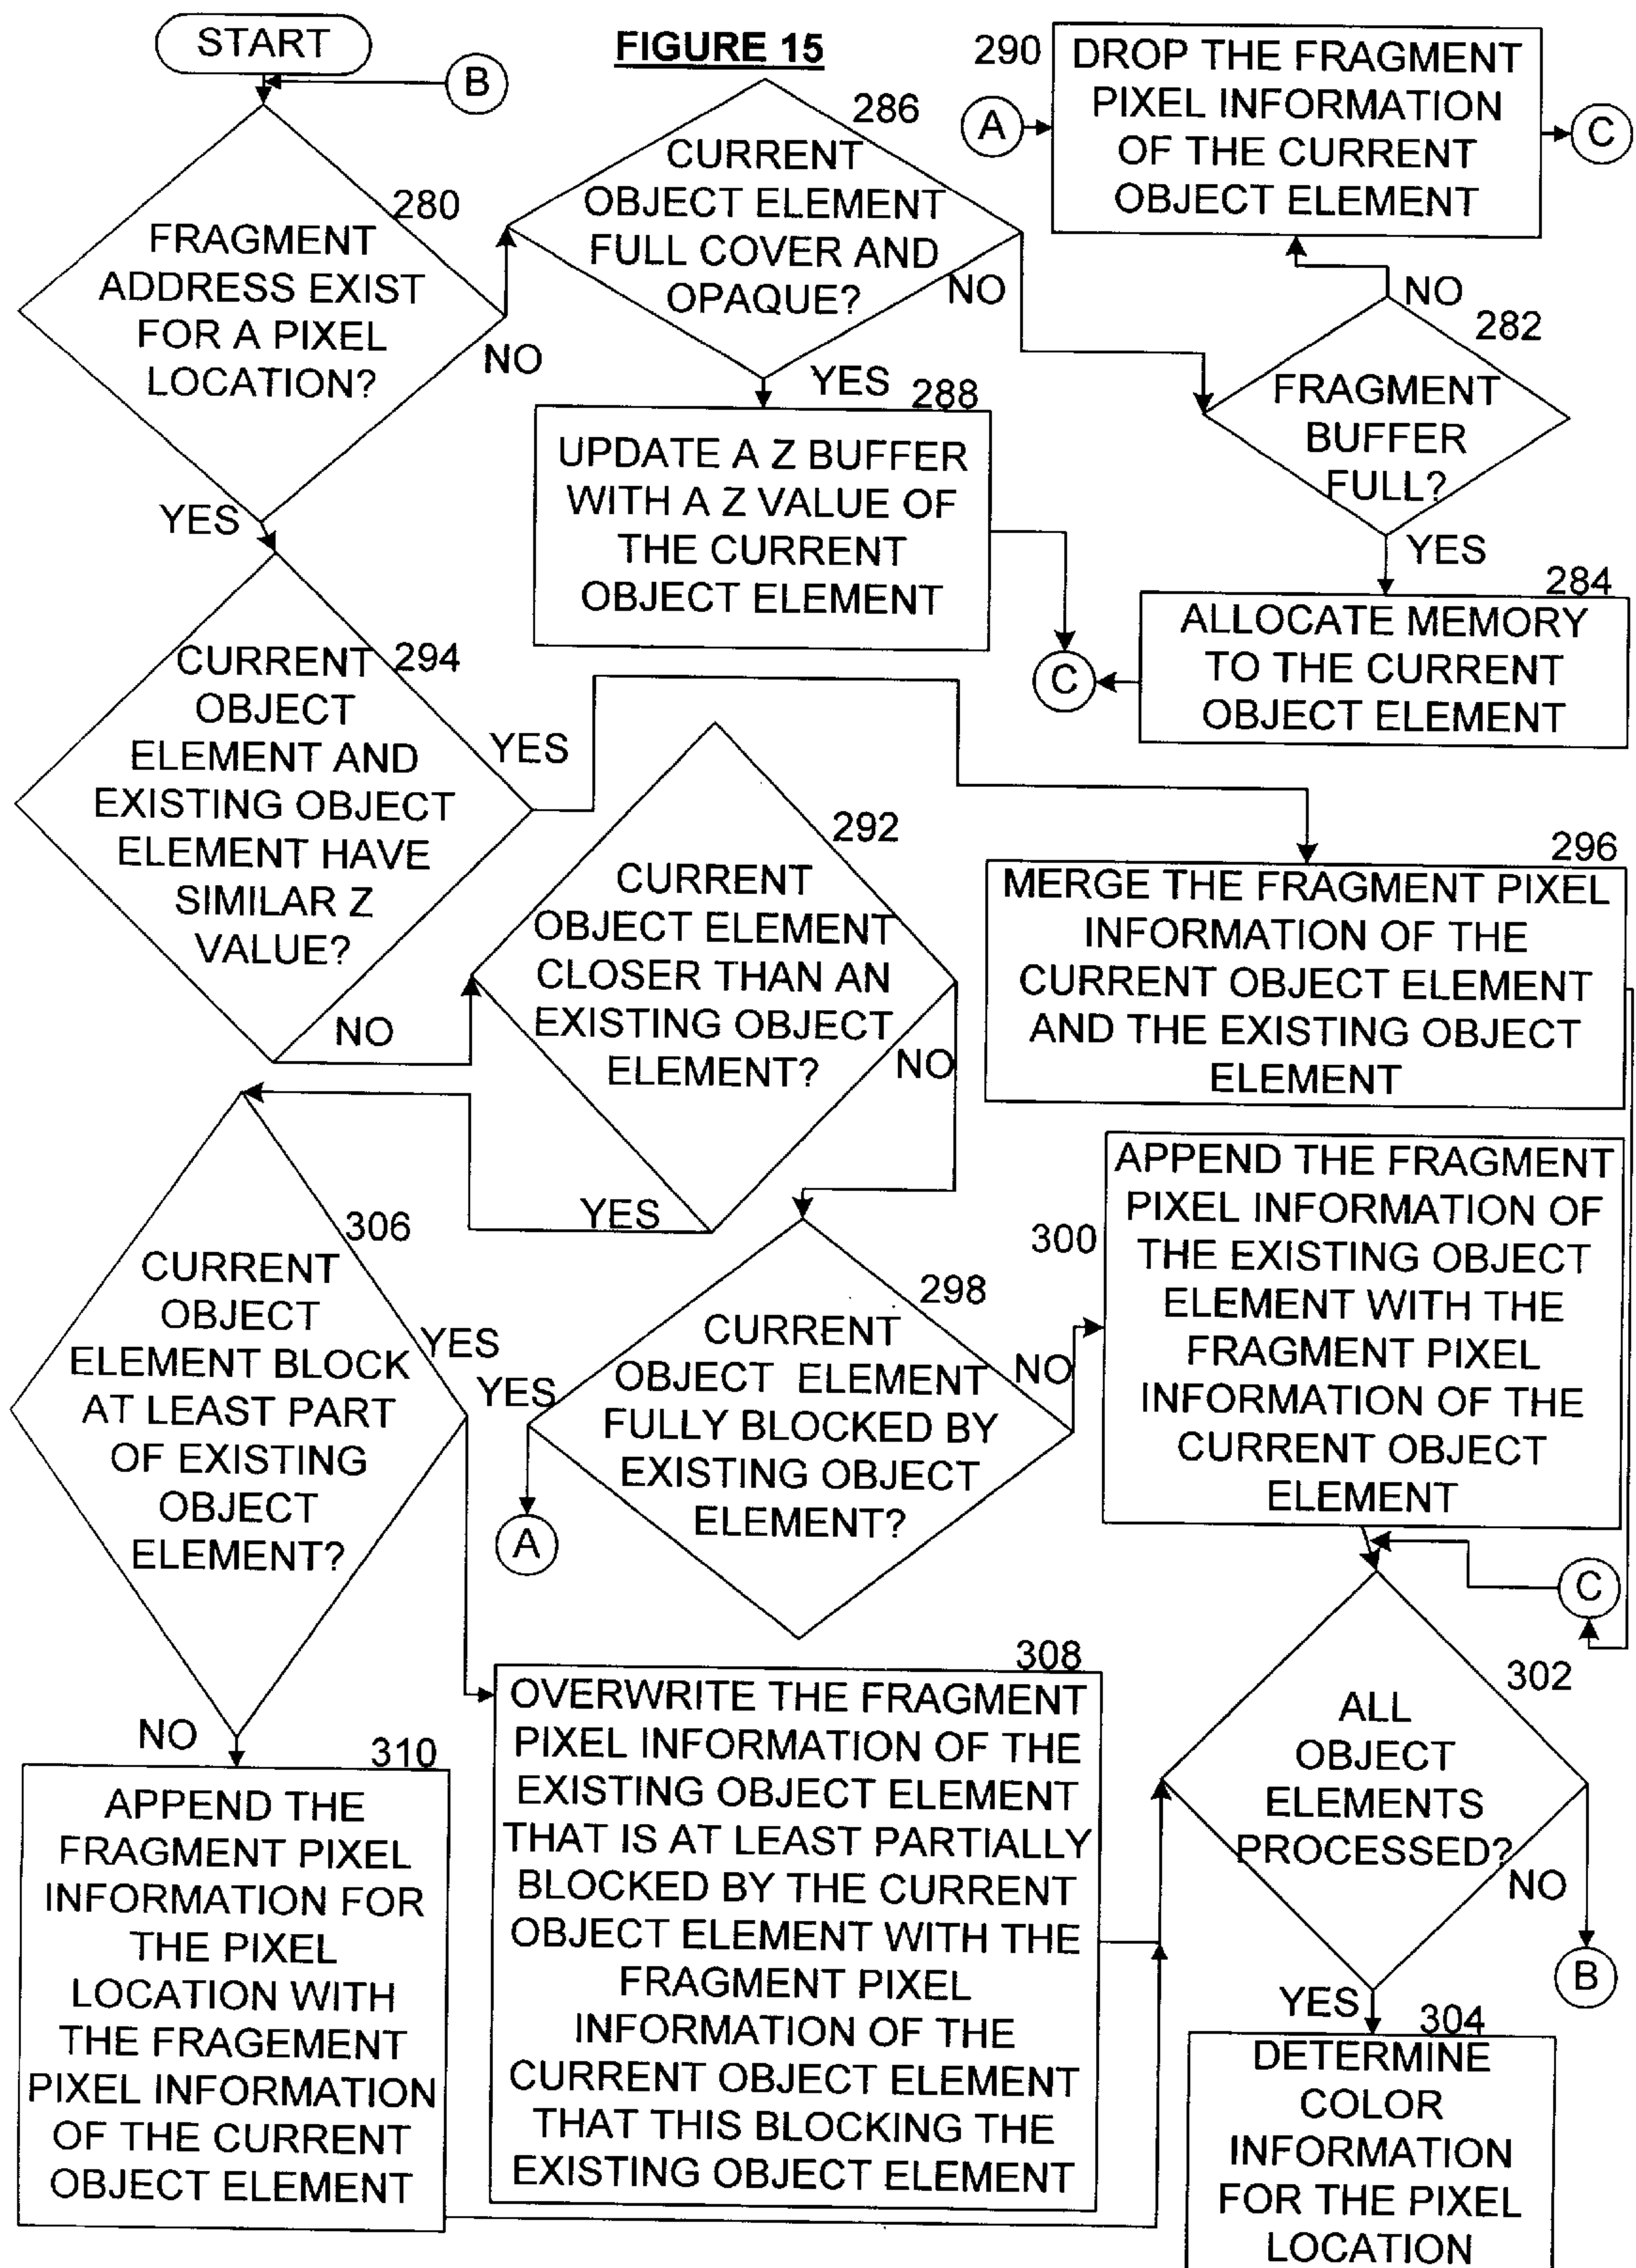 START
B
FIGURE 15
280
FRAGMENT
ADDRESS EXIST
FOR A PIXEL
LOCATION?
NO
YES
286
CURRENT
OBJECT ELEMENT
FULL COVER AND
OPAQUE?
NO
YES
290
A
DROP THE FRAGMENT
PIXEL INFORMATION
OF THE CURRENT
OBJECT ELEMENT
C
NO
282
FRAGMENT
BUFFER
FULL?
YES
288
UPDATE A Z BUFFER
WITH A Z VALUE OF
THE CURRENT
OBJECT ELEMENT
C
284
ALLOCATE MEMORY
TO THE CURRENT
OBJECT ELEMENT
294
CURRENT
OBJECT
ELEMENT AND
EXISTING OBJECT
ELEMENT HAVE
SIMILAR Z
VALUE?
YES
NO
292
CURRENT
OBJECT ELEMENT
CLOSER THAN AN
EXISTING OBJECT
ELEMENT?
NO
YES
296
MERGE THE FRAGMENT PIXEL
INFORMATION OF THE
CURRENT OBJECT ELEMENT
AND THE EXISTING OBJECT
ELEMENT
306
CURRENT
OBJECT
ELEMENT BLOCK
AT LEAST PART
OF EXISTING
OBJECT
ELEMENT?
YES
NO
298
CURRENT
OBJECT ELEMENT
FULLY BLOCKED BY
EXISTING OBJECT
ELEMENT?
YES
A
NO
300
APPEND THE FRAGMENT
PIXEL INFORMATION OF
THE EXISTING OBJECT
ELEMENT WITH THE
FRAGMENT PIXEL
INFORMATION OF THE
CURRENT OBJECT
ELEMENT
C
310
APPEND THE
FRAGMENT PIXEL
INFORMATION FOR
THE PIXEL
LOCATION WITH
THE FRAGEMENT
PIXEL INFORMATION
OF THE CURRENT
OBJECT ELEMENT
308
OVERWRITE THE FRAGMENT
PIXEL INFORMATION OF THE
EXISTING OBJECT ELEMENT
THAT IS AT LEAST PARTIALLY
BLOCKED BY THE CURRENT
OBJECT ELEMENT WITH THE
FRAGMENT PIXEL
INFORMATION OF THE
CURRENT OBJECT ELEMENT
THAT THIS BLOCKING THE
EXISTING OBJECT ELEMENT
302
ALL
OBJECT
ELEMENTS
PROCESSED?
NO
B
YES
304
DETERMINE
COLOR
INFORMATION
FOR THE PIXEL
LOCATION